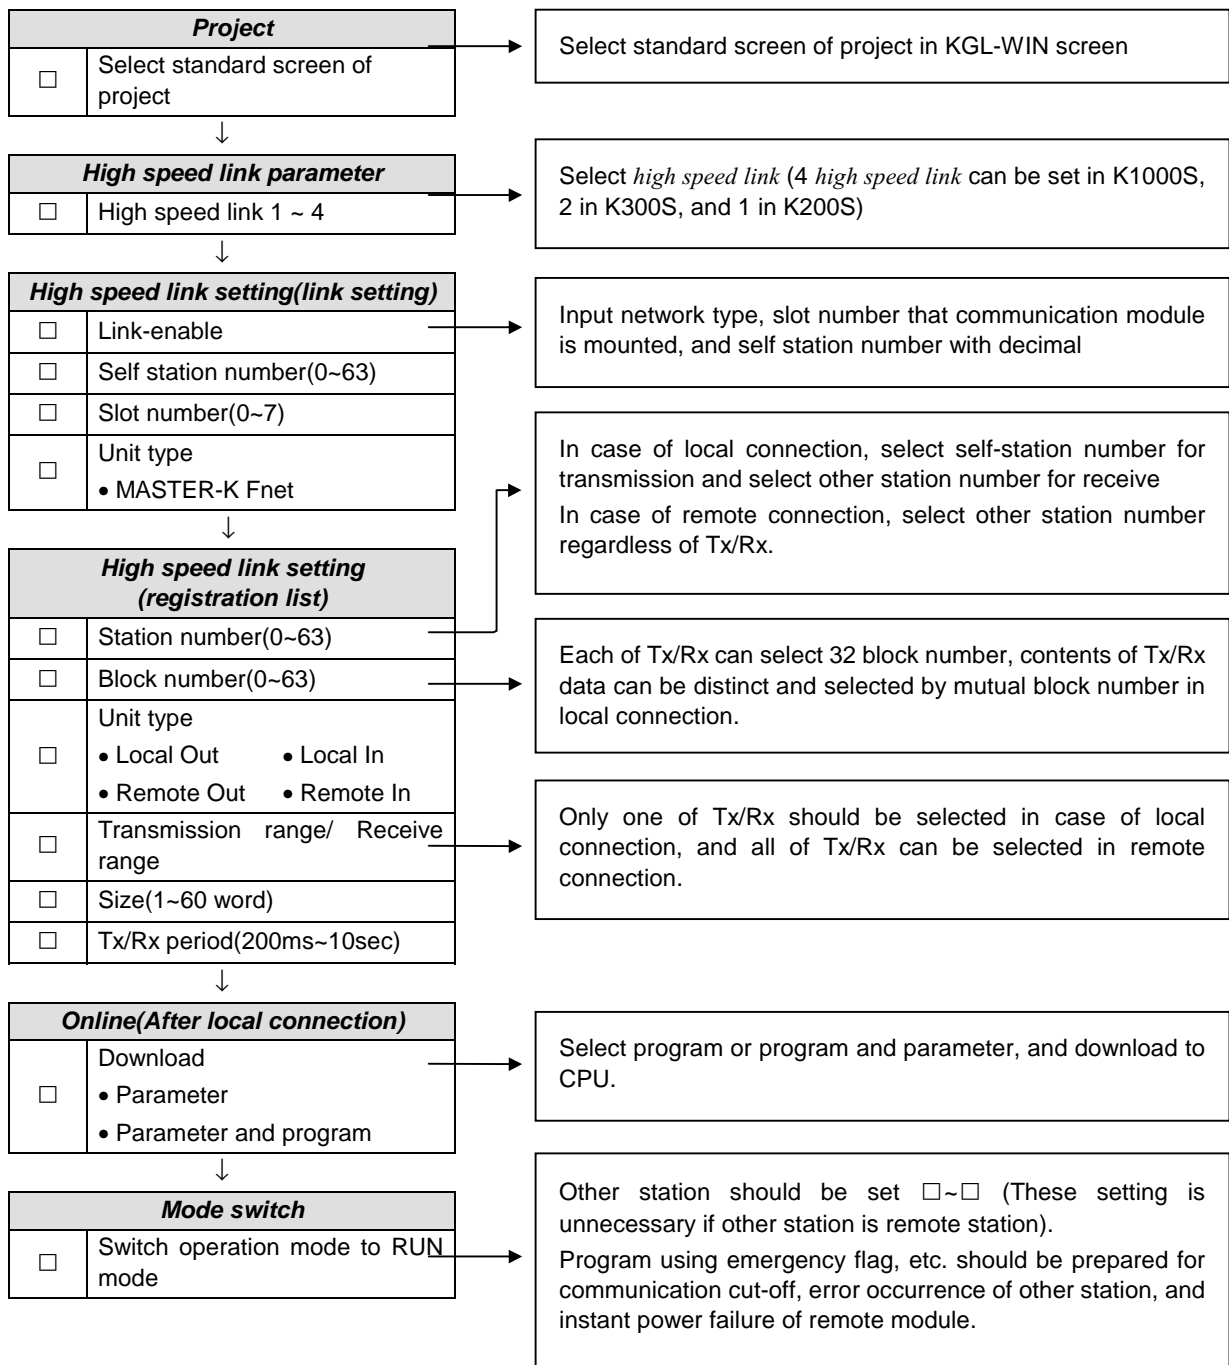 Project
☐ Select standard screen of
project
Select standard screen of project in KGL-WIN screen
↓
High speed link parameter
☐ High speed link 1 ~ 4
Select high speed link (4 high speed link can be set in K1000S,
2 in K300S, and 1 in K200S)
↓
High speed link setting(link setting)
☐ Link-enable
☐ Self station number(0~63)
☐ Slot number(0~7)
☐ Unit type
• MASTER-K Fnet
Input network type, slot number that communication module
is mounted, and self station number with decimal
↓
High speed link setting
(registration list)
☐ Station number(0~63)
☐ Block number(0~63)
☐ Unit type
• Local Out • Local In
• Remote Out • Remote In
☐ Transmission range/ Receive
range
☐ Size(1~60 word)
☐ Tx/Rx period(200ms~10sec)
In case of local connection, select self-station number for
transmission and select other station number for receive
In case of remote connection, select other station number
regardless of Tx/Rx.
Each of Tx/Rx can select 32 block number, contents of Tx/Rx
data can be distinct and selected by mutual block number in
local connection.
Only one of Tx/Rx should be selected in case of local
connection, and all of Tx/Rx can be selected in remote
connection.
↓
Online(After local connection)
☐ Download
• Parameter
• Parameter and program
Select program or program and parameter, and download to
CPU.
↓
Mode switch
☐ Switch operation mode to RUN
mode
Other station should be set ☐~☐ (These setting is
unnecessary if other station is remote station).
Program using emergency flag, etc. should be prepared for
communication cut-off, error occurrence of other station, and
instant power failure of remote module.